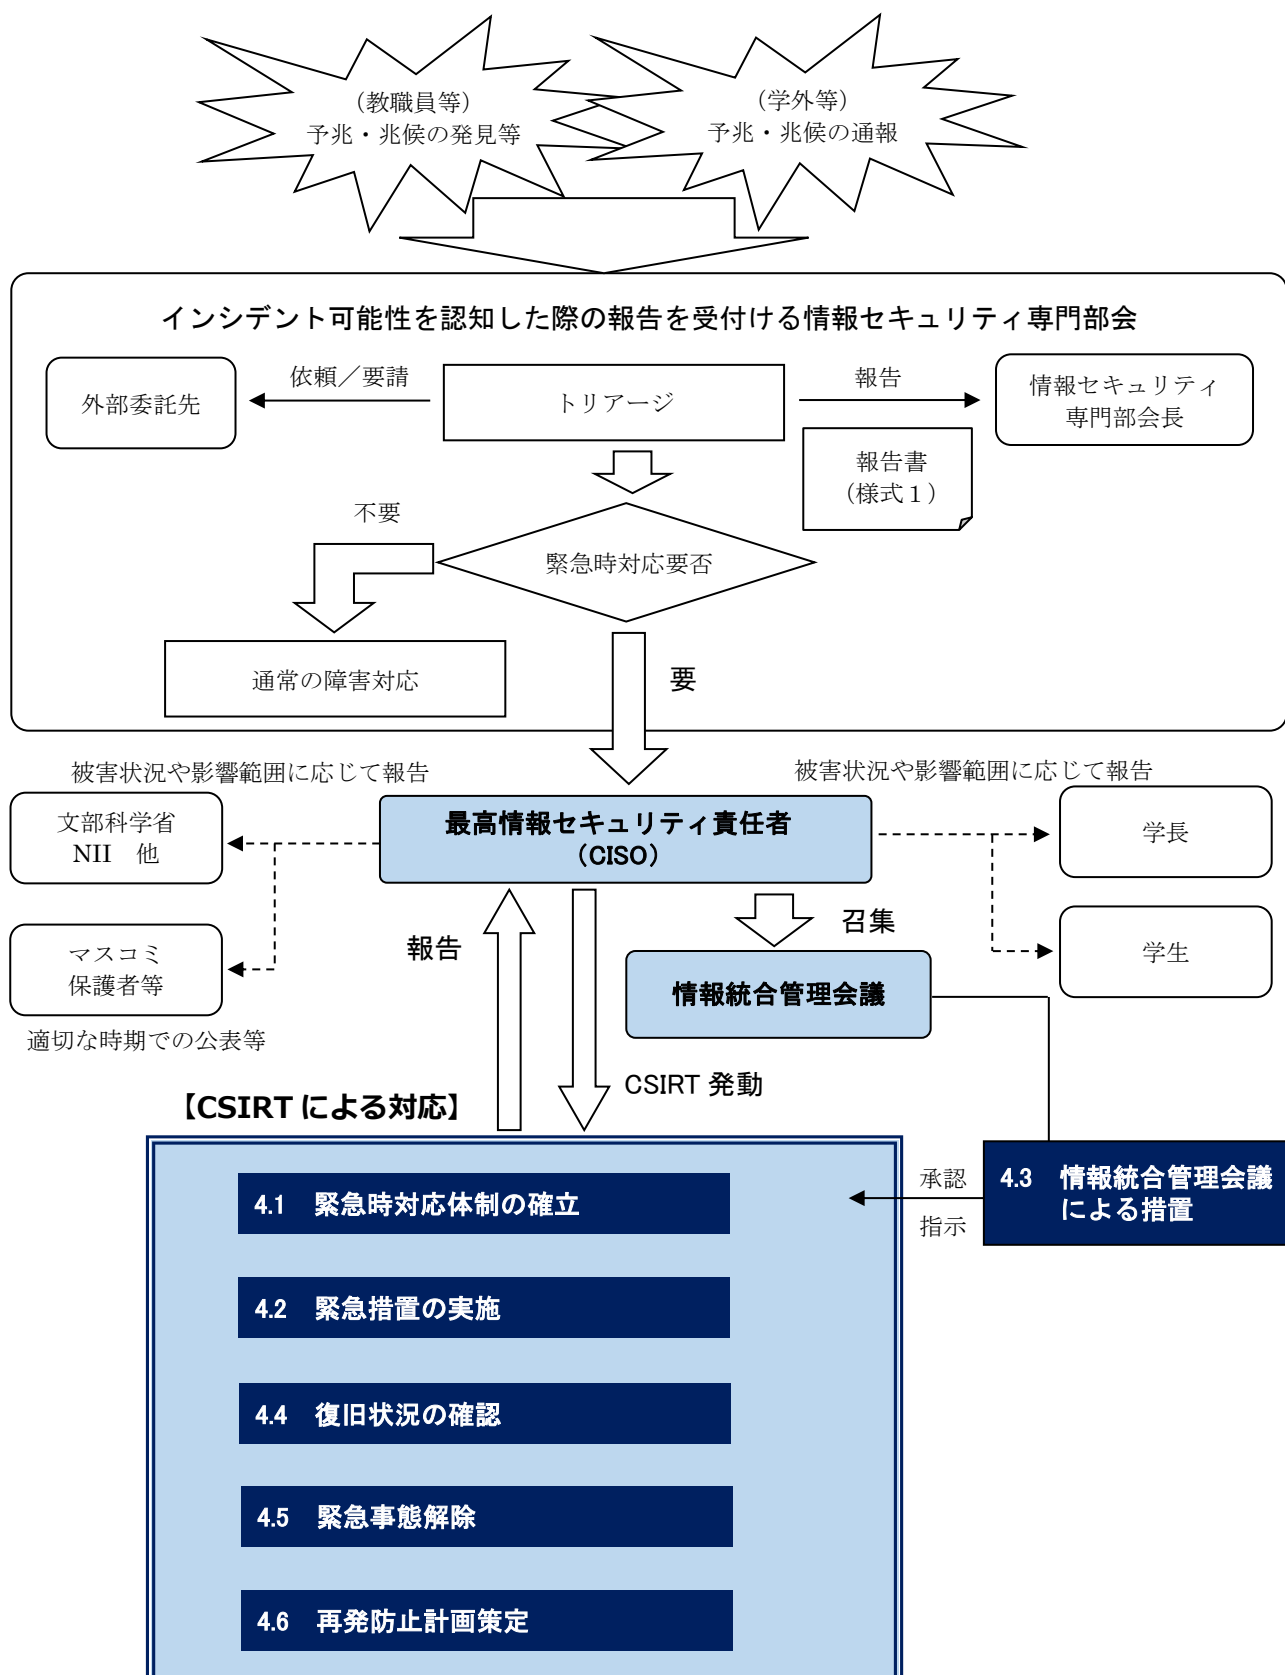 （教職員等）
予兆・兆候の発見等
（学外等）
予兆・兆候の通報
インシデント可能性を認知した際の報告を受付ける情報セキュリティ専門部会
外部委託先
依頼／要請
トリアージ
報告
情報セキュリティ
専門部会長
報告書
（様式１）
不要
緊急時対応要否
通常の障害対応
要
被害状況や影響範囲に応じて報告
被害状況や影響範囲に応じて報告
文部科学省
NII　他
最高情報セキュリティ責任者
（CISO）
学長
マスコミ
保護者等
報告
召集
学生
情報統合管理会議
適切な時期での公表等
CSIRT 発動
【CSIRT による対応】
4.1　緊急時対応体制の確立
承認
指示
4.3　情報統合管理会議
による措置
4.2　緊急措置の実施
4.4　復旧状況の確認
4.5　緊急事態解除
4.6　再発防止計画策定